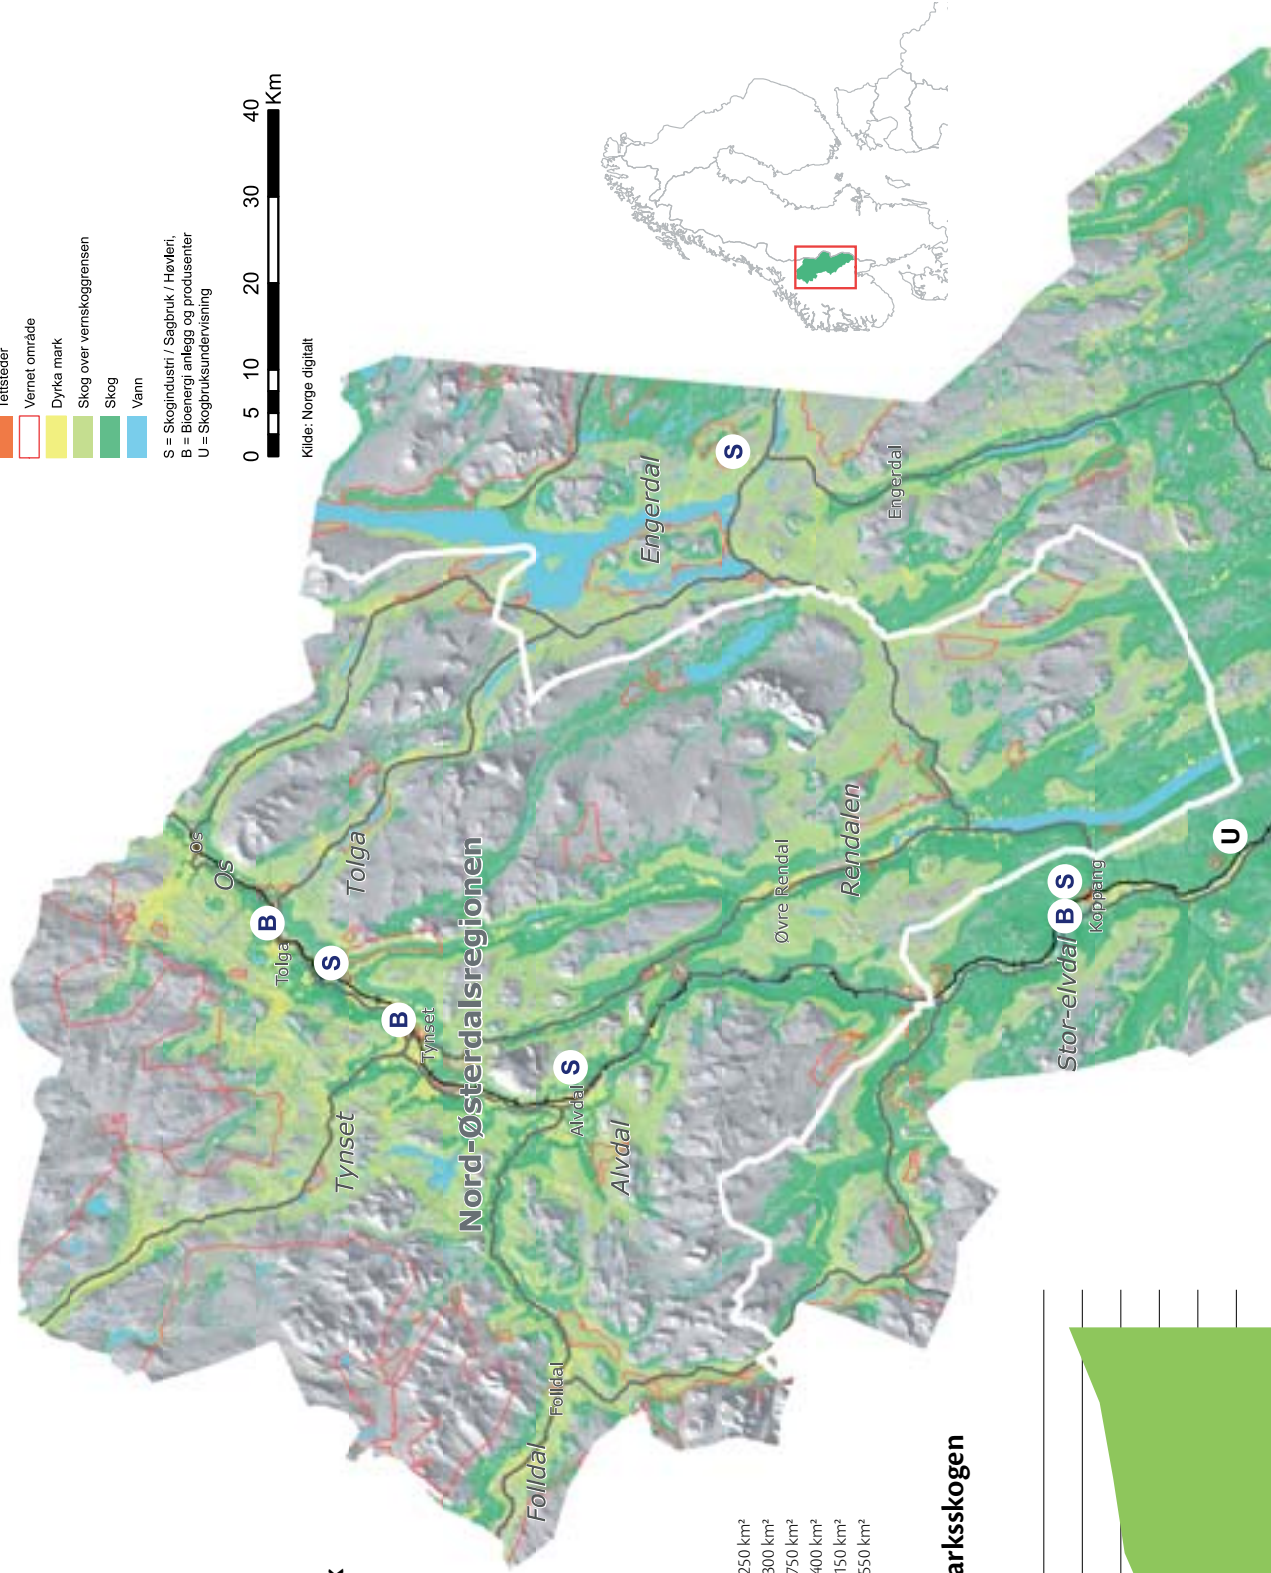 Tettsteder
Vernet område
Dyrka mark
Skog over vernskoggrensen
Skog
Vann
S = Skogindustri / Sagbruk / Høvleri,
B = Bioenergi anlegg og produsenter
U = Skogbruksundervisning
0 5 10 20 30 40 Km
Kilde: Norge digitalt
Os
Os
B
Tolga
Tolga
S
B
Tynset
Tynset
Nord-Østerdalsregionen
S
Alvdal
Alvdal
Folldal
Folldal
Engerdal
S
Engerdal
Øvre Rendal
Rendalen
B S
Koppang
Stor-elvdal
U
250 km²
300 km²
750 km²
400 km²
150 km²
550 km²
arksskogen